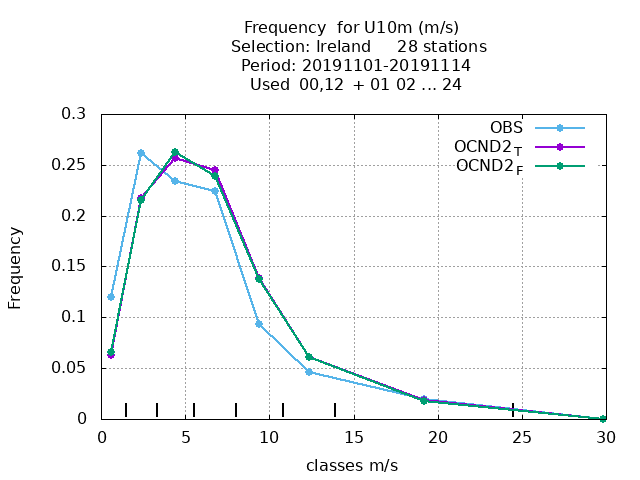 Frequency  for U10m (m/s)
Selection: Ireland     28 stations
Period: 20191101-20191114
Used  00,12  + 01 02 ... 24
0.3
0.25
0.2
0.15
0.1
0.05
0
Frequency
OBS
OCND2 T
OCND2 F
0 5 10 15 20 25 30
classes m/s